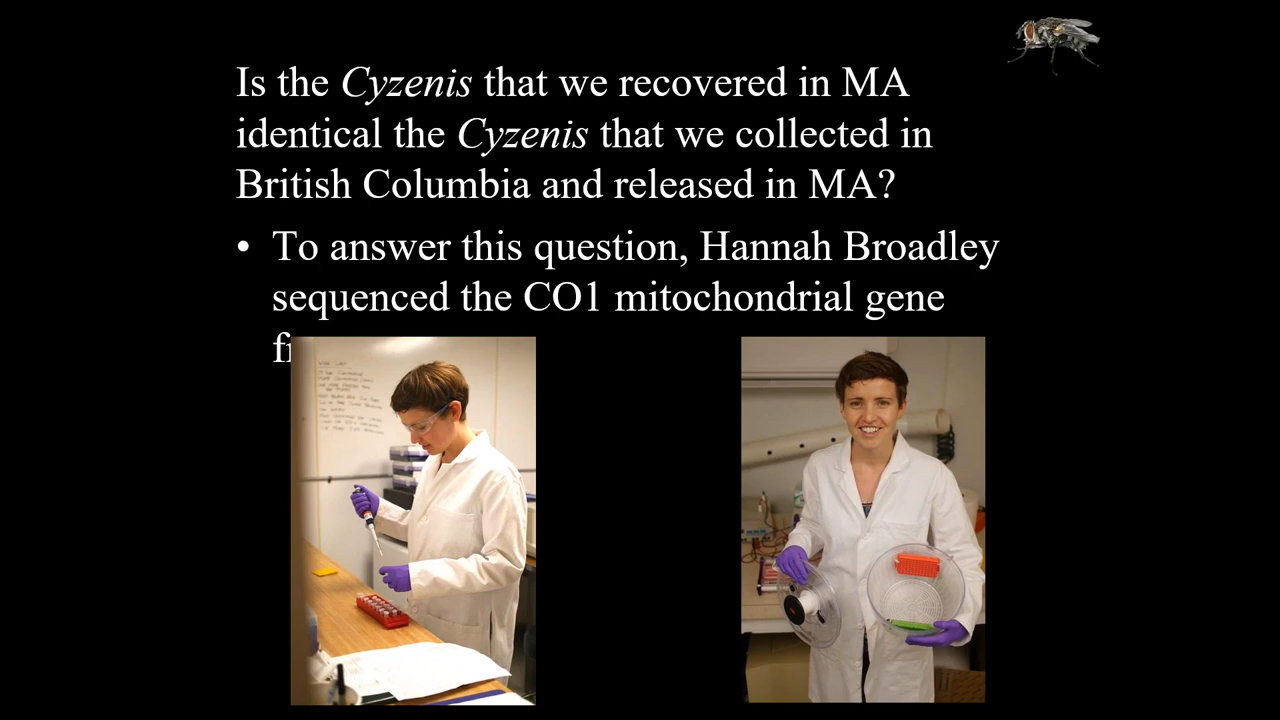 Is the Cyzenis that we recovered in MA
identical the Cyzenis that we collected in
British Columbia and released in MA?
• To answer this question, Hannah Broadley
sequenced the CO1 mitochondrial gene